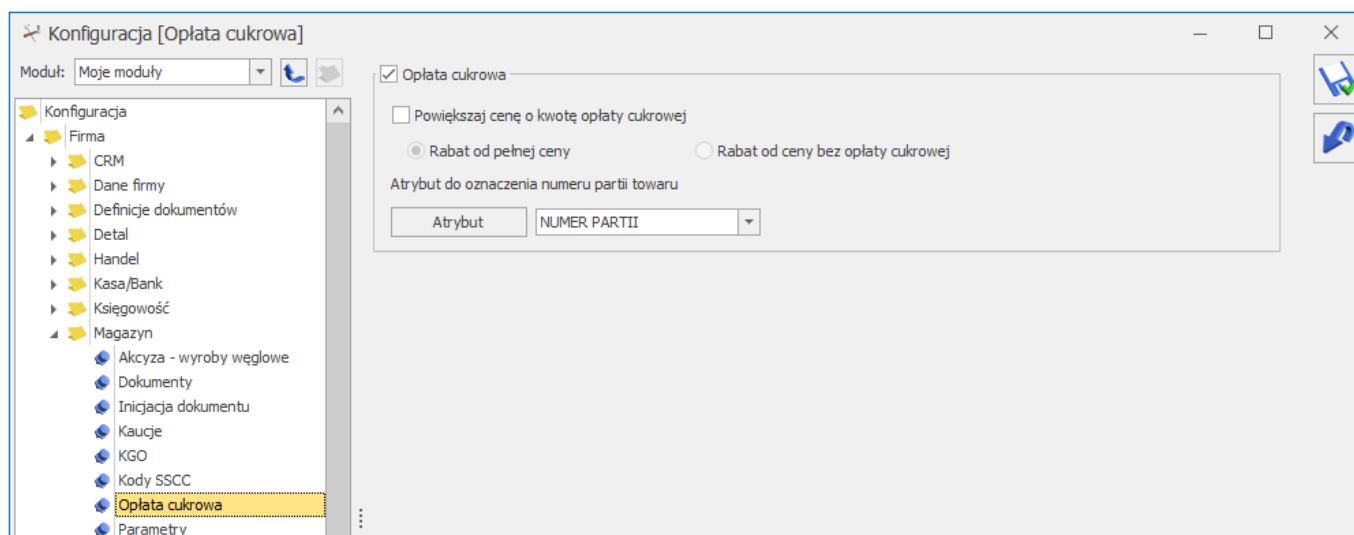 Konfiguracja [Opłata cukrowa]
Moduł: Moje moduły
Opłata cukrowa
Powiększaj cenę o kwotę opłaty cukrowej
Rabat od pełnej ceny Rabat od ceny bez opłaty cukrowej
Atrybut do oznaczenia numeru partii towaru
Atrybut NUMER PARTII
Konfiguracja
Firma
CRM
Dane firmy
Definicje dokumentów
Detal
Handel
Kasa/Bank
Księgowość
Magazyn
Akcyza - wyroby węglowe
Dokumenty
Inicjacja dokumentu
Kaucje
KGO
Kody SSCC
Opłata cukrowa
Parametry